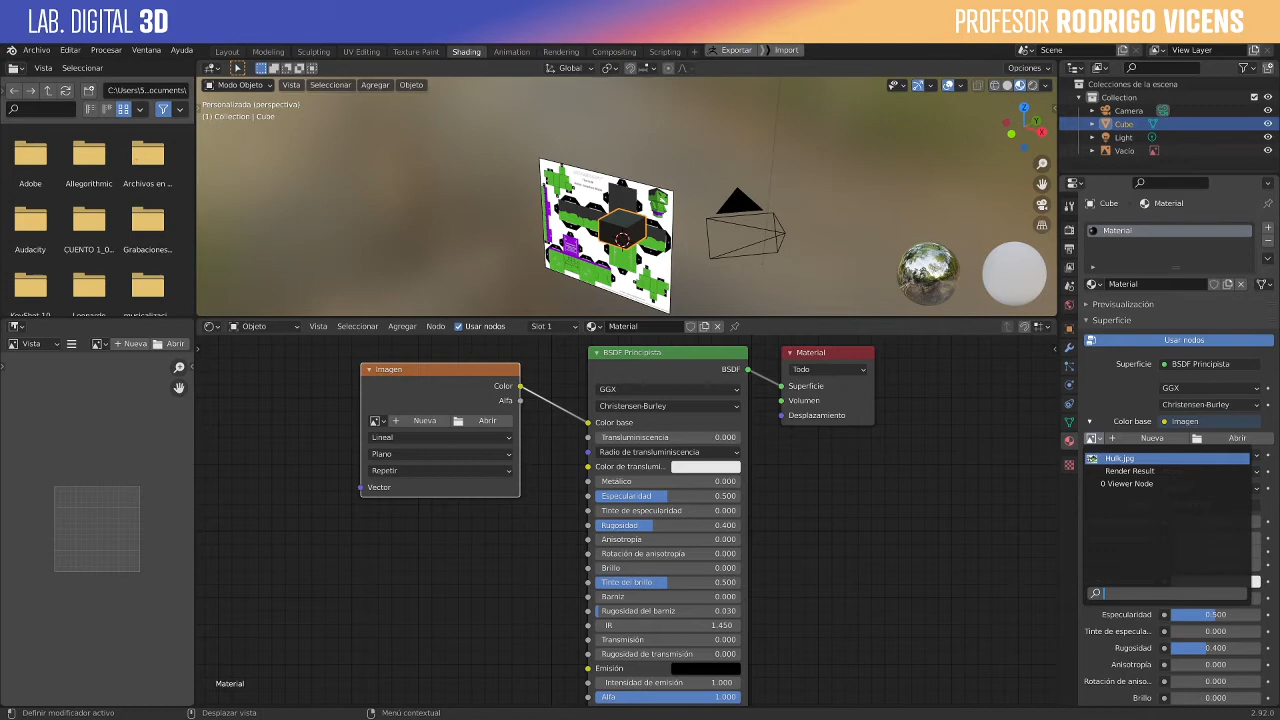 LAB. DIGITAL 3D
PROFESOR RODRIGO VICENS
Archivo Editar Procesar Ventana Ayuda
Layout Modeling Sculpting UV Editing Texture Paint Shading Animation Rendering Compositing Scripting + Exportar Import
Scene View Layer
Vista Seleccionar
Global
Opciones
C:\Users\5...ocuments\
Modo Objeto Vista Seleccionar Agregar Objeto
Personalizada (perspectiva)
(1) Collection | Cube
Z
Y
X
Adobe Allegorithmic Archivos en ...
Audacity CUENTO 1_0... Grabaciones...
Colecciones de la escena
Collection
Camera
Cube
Light
Vacío
Cube Material
Material
Material
Previsualización
Superficie
Usar nodos
Superficie BSDF Principista
GGX
Christensen-Burley
Color base Imagen
Nueva Abrir
Hulk.jpg
Render Result
0 Viewer Node
Especularidad 0.500
Tinte de especula... 0.000
Rugosidad 0.400
Anisotropía 0.000
Rotación de aniso... 0.000
Brillo 0.000
Vista Nueva Abrir
Objeto Vista Seleccionar Agregar Nodo Usar nodos Slot 1 Material
Imagen
Color
Alfa
Nueva Abrir
Lineal
Plano
Repetir
Vector
BSDF Principista
BSDF
GGX
Christensen-Burley
Color base
Transluminiscencia 0.000
Radio de transluminiscencia
Color de translumi...
Metálico 0.000
Especularidad 0.500
Tinte de especularidad 0.000
Rugosidad 0.400
Anisotropía 0.000
Rotación de anisotropía 0.000
Brillo 0.000
Tinte del brillo 0.500
Barniz 0.000
Rugosidad del barniz 0.030
IR 1.450
Transmisión 0.000
Rugosidad de transmisión 0.000
Emisión
Intensidad de emisión 1.000
Alfa 1.000
Material
Todo
Superficie
Volumen
Desplazamiento
Material
Definir modificador activo Desplazar vista Menú contextual 2.92.0